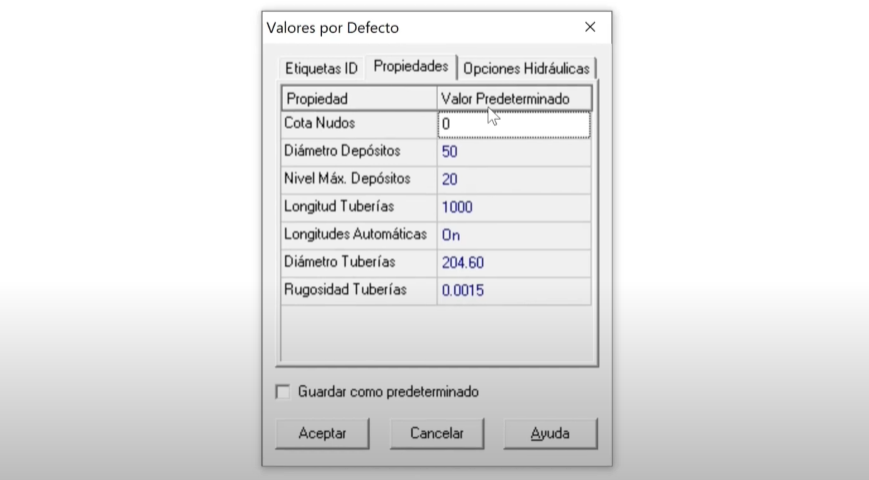 Valores por Defecto
Etiquetas ID Propiedades Opciones Hidráulicas
Propiedad Valor Predeterminado
Cota Nudos 0
Diámetro Depósitos 50
Nivel Máx. Depósitos 20
Longitud Tuberías 1000
Longitudes Automáticas On
Diámetro Tuberías 204.60
Rugosidad Tuberías 0.0015
Guardar como predeterminado
Aceptar Cancelar Ayuda